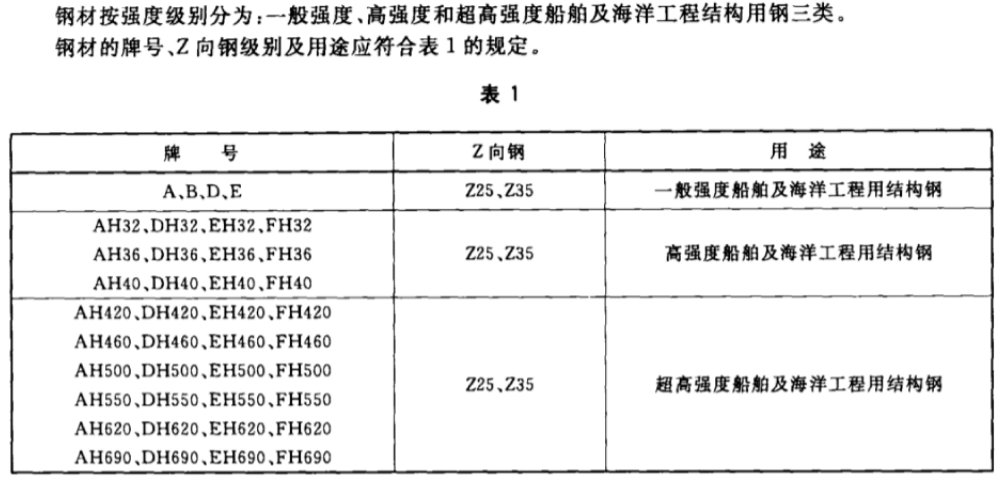 钢材按强度级别分为:一般强度、高强度和超高强度船舶及海洋工程结构用钢三类。
钢材的牌号、Z向钢级别及用途应符合表1的规定。
表 1
牌 号 Z向钢 用 途
A、B、D、E Z25、Z35 一般强度船舶及海洋工程用结构钢
AH32、DH32、EH32、FH32
AH36、DH36、EH36、FH36 Z25、Z35 高强度船舶及海洋工程用结构钢
AH40、DH40、EH40、FH40
AH420、DH420、EH420、FH420
AH460、DH460、EH460、FH460
AH500、DH500、EH500、FH500
Z25、Z35 超高强度船舶及海洋工程用结构钢
AH550、DH550、EH550、FH550
AH620、DH620、EH620、FH620
AH690、DH690、EH690、FH690